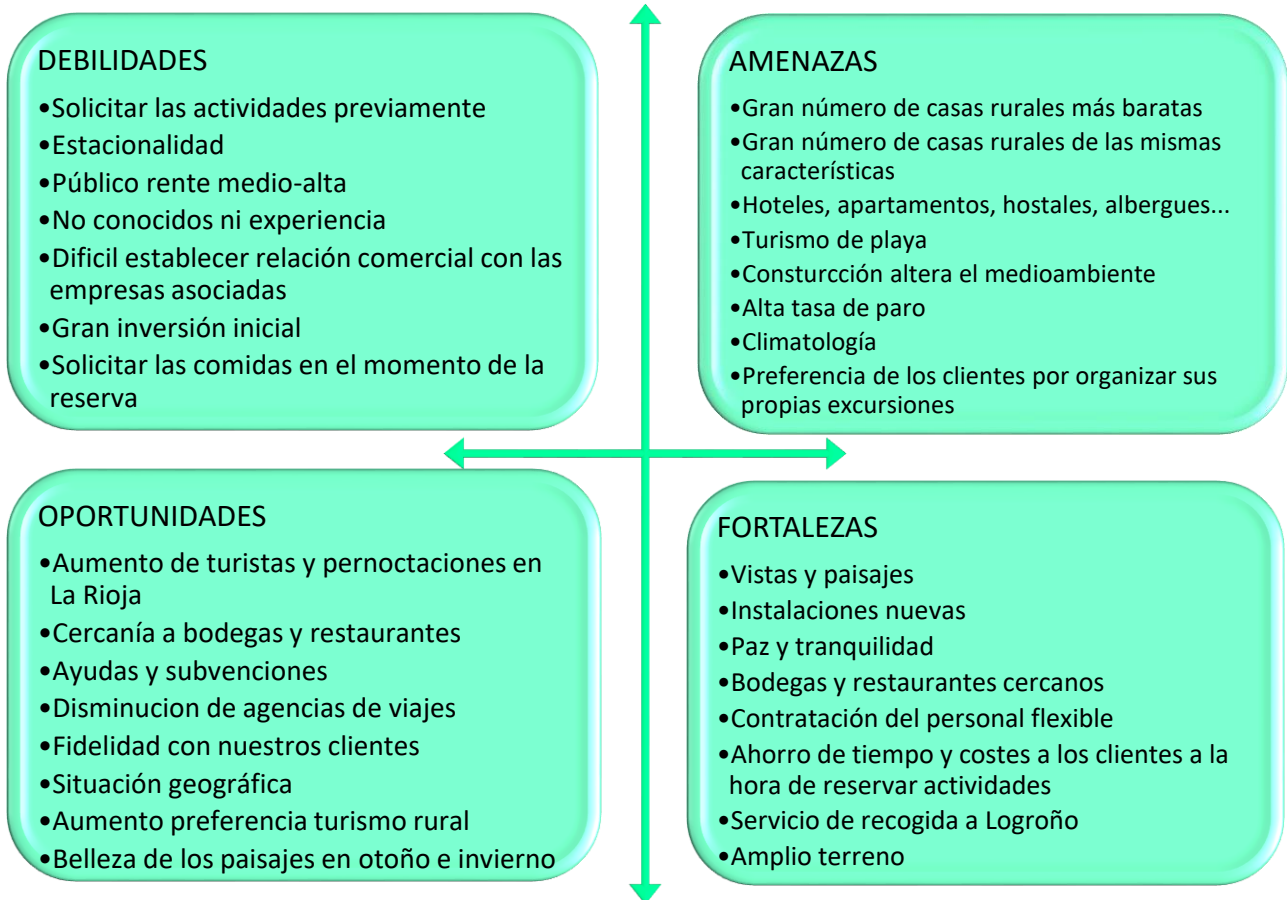 DEBILIDADES
•Solicitar las actividades previamente
•Estacionalidad
•Público rente medio-alta
•No conocidos ni experiencia
•Dificil establecer relación comercial con las
empresas asociadas
•Gran inversión inicial
•Solicitar las comidas en el momento de la
reserva
AMENAZAS
•Gran número de casas rurales más baratas
•Gran número de casas rurales de las mismas
características
•Hoteles, apartamentos, hostales, albergues...
•Turismo de playa
•Consturcción altera el medioambiente
•Alta tasa de paro
•Climatología
•Preferencia de los clientes por organizar sus
propias excursiones
OPORTUNIDADES
•Aumento de turistas y pernoctaciones en
La Rioja
•Cercanía a bodegas y restaurantes
•Ayudas y subvenciones
•Disminucion de agencias de viajes
•Fidelidad con nuestros clientes
•Situación geográfica
•Aumento preferencia turismo rural
•Belleza de los paisajes en otoño e invierno
FORTALEZAS
•Vistas y paisajes
•Instalaciones nuevas
•Paz y tranquilidad
•Bodegas y restaurantes cercanos
•Contratación del personal flexible
•Ahorro de tiempo y costes a los clientes a la
hora de reservar actividades
•Servicio de recogida a Logroño
•Amplio terreno